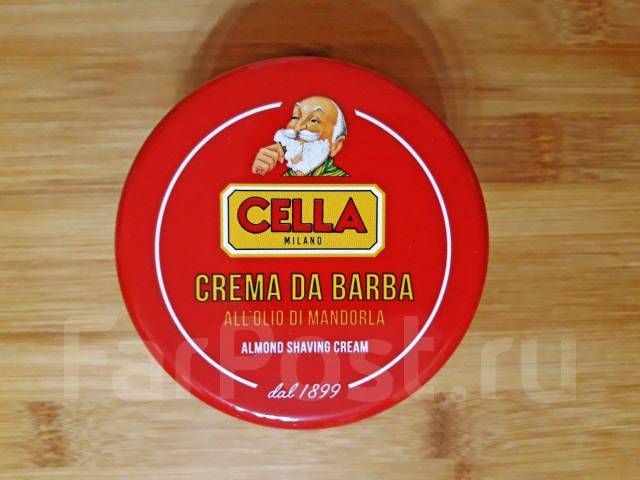 CELLA
MILANO
CREMA DA BARBA
ALL'OLIO DI MANDORLA
ALMOND SHAVING CREAM
dal 1899
FarPost.ru